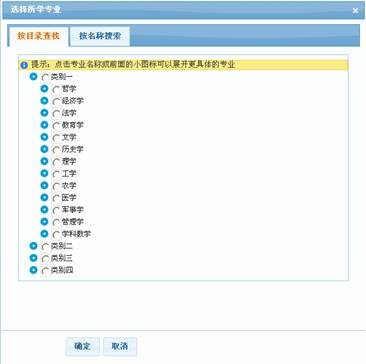 选择所学专业
按目录查找 按名称搜索
提示：点击专业名称或前面的小图标可以展开更具体的专业
类别一
哲学
经济学
法学
教育学
文学
历史学
理学
工学
农学
医学
军事学
管理学
学科教学
类别二
类别三
类别四
确定 取消